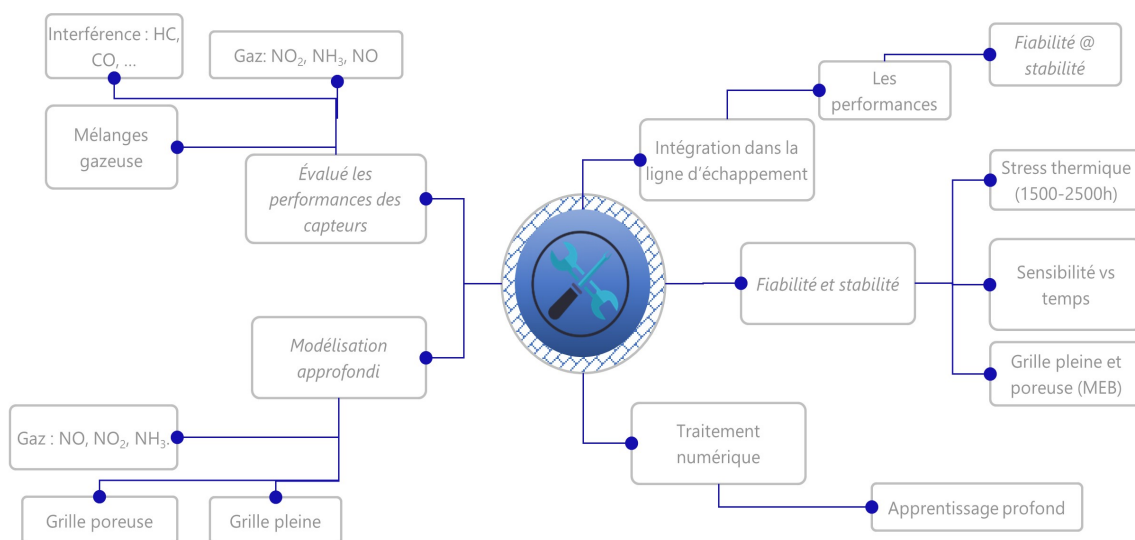 Interférence : HC,
CO, ...
Gaz: NO₂, NH₃, NO
Mélanges
gazeuse
Évalué les
performances des
capteurs
Modélisation
approfondi
Gaz : NO, NO₂, NH₃.
Grille poreuse
Grille pleine
Fiabilité @
stabilité
Les
performances
Intégration dans la
ligne d’échappement
Stress thermique
(1500-2500h)
Fiabilité et stabilité
Sensibilité vs
temps
Grille pleine et
poreuse (MEB)
Traitement
numérique
Apprentissage profond